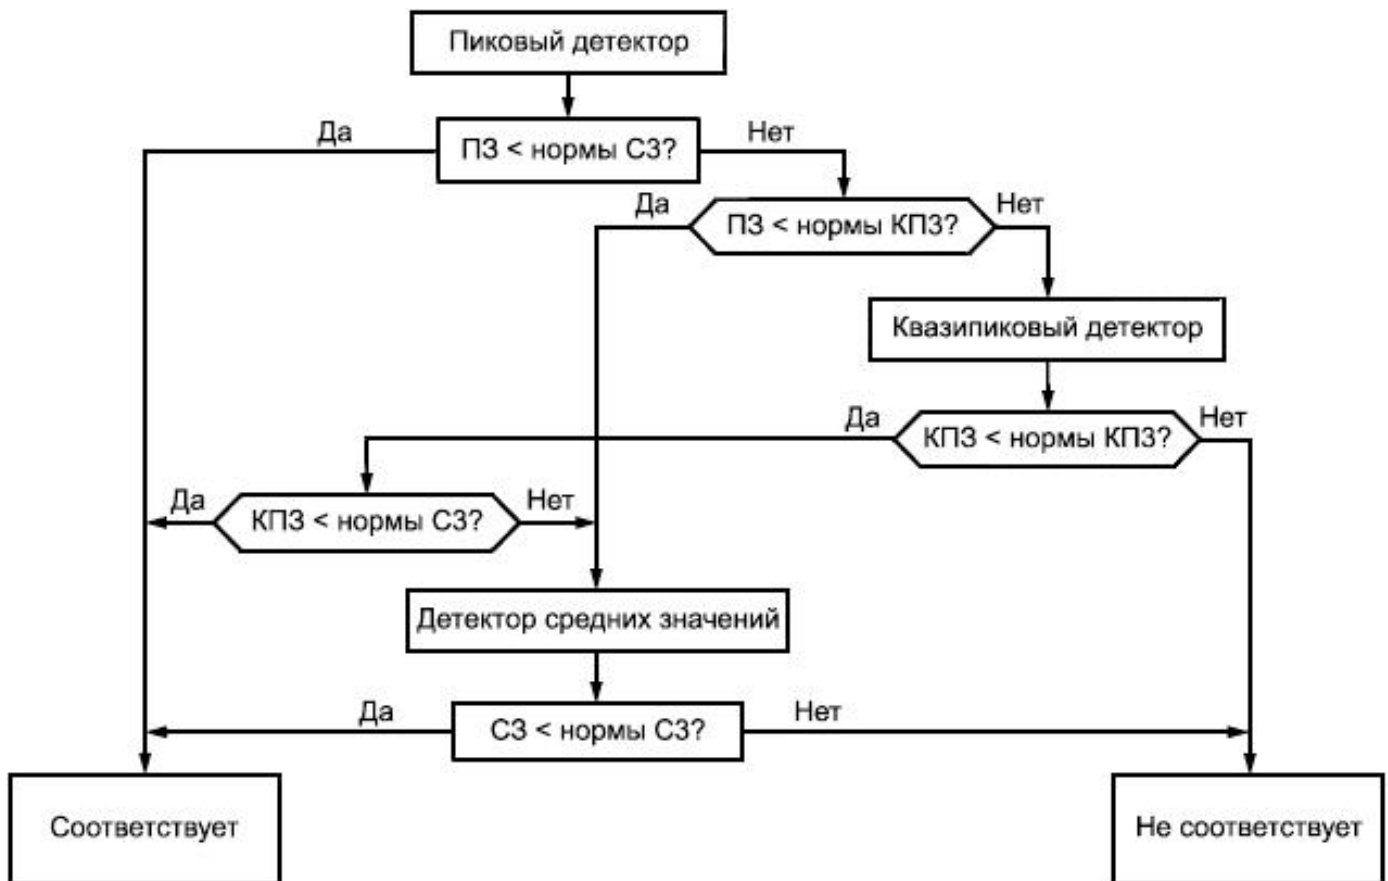 Пиковый детектор
Да
ПЗ < нормы СЗ?
Нет
Да
ПЗ < нормы КПЗ?
Нет
Квазипиковый детектор
Да
КПЗ < нормы КПЗ?
Нет
Да
КПЗ < нормы СЗ?
Нет
Детектор средних значений
Да
СЗ < нормы СЗ?
Нет
Соответствует
Не соответствует